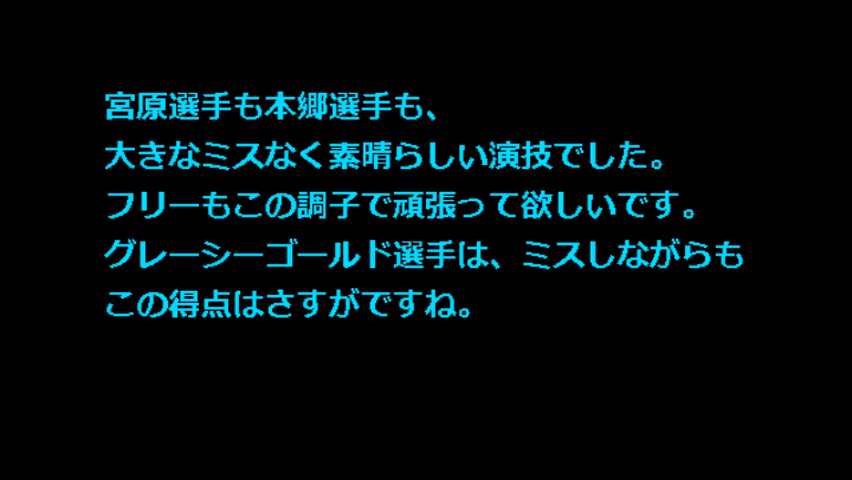 宮原選手も本郷選手も、
大きなミスなく素晴らしい演技でした。
フリーもこの調子で頑張って欲しいです。
グレーシーゴールド選手は、ミスしながらも
この得点はさすがですね。